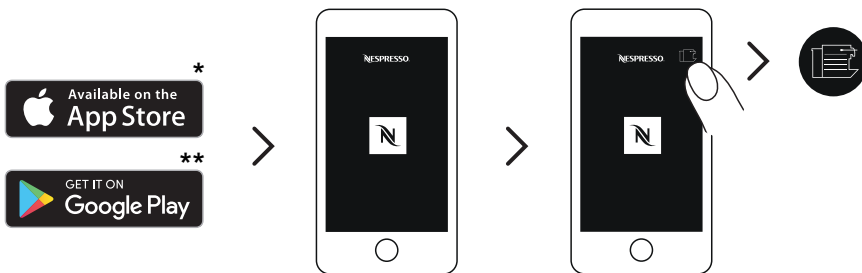 *
Available on the
App Store
**
GET IT ON
Google Play
NESPRESSO.
N
NESPRESSO
N